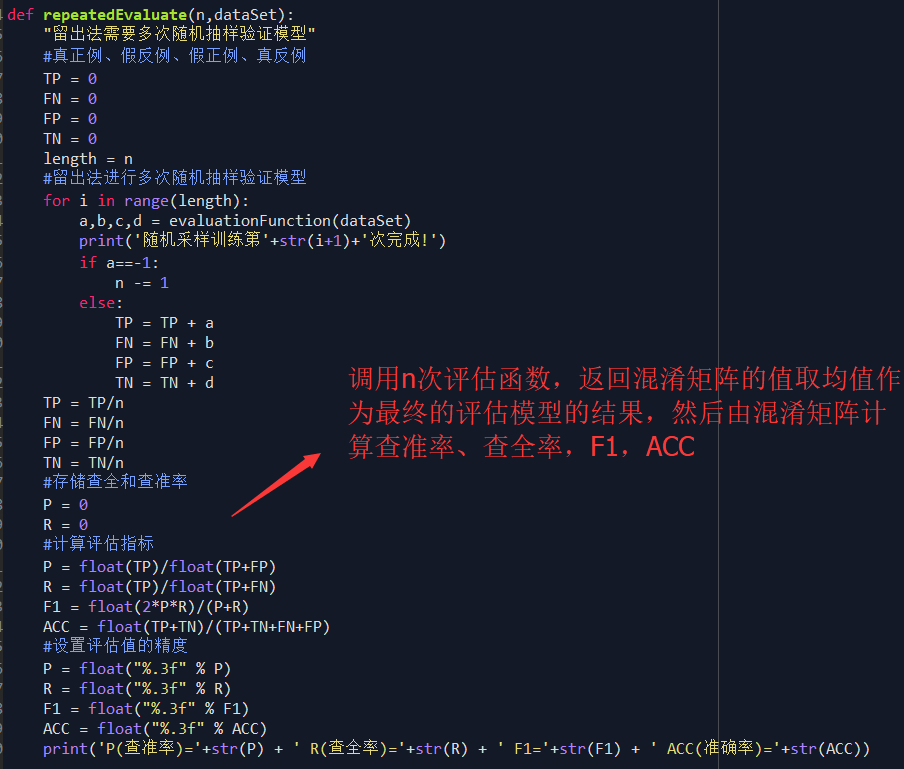 def repeatedEvaluate(n,dataSet):
    "留出法需要多次随机抽样验证模型"
    #真正例、假反例、假正例、真反例
    TP = 0
    FN = 0
    FP = 0
    TN = 0
    length = n
    #留出法进行多次随机抽样验证模型
    for i in range(length):
        a,b,c,d = evaluationFunction(dataSet)
        print('随机采样训练第'+str(i+1)+'次完成!')
        if a==-1:
            n -= 1
        else:
            TP = TP + a
            FN = FN + b
            FP = FP + c
            TN = TN + d
    TP = TP/n
    FN = FN/n
    FP = FP/n
    TN = TN/n
    #存储查全和查准率
    P = 0
    R = 0
    #计算评估指标
    P = float(TP)/float(TP+FP)
    R = float(TP)/float(TP+FN)
    F1 = float(2*P*R)/(P+R)
    ACC = float(TP+TN)/(TP+TN+FN+FP)
    #设置评估值的精度
    P = float("%.3f" % P)
    R = float("%.3f" % R)
    F1 = float("%.3f" % F1)
    ACC = float("%.3f" % ACC)
    print('P(查准率)='+str(P) + ' R(查全率)='+str(R) + ' F1='+str(F1) + ' ACC(准确率)='+str(ACC))
调用n次评估函数，返回混淆矩阵的值取均值作
为最终的评估模型的结果，然后由混淆矩阵计
算查准率、查全率，F1，ACC